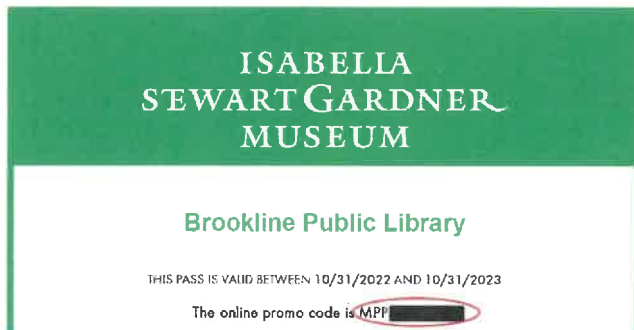 ISABELLA
STEWART GARDNER
MUSEUM
Brookline Public Library
THIS PASS IS VALID BETWEEN 10/31/2022 AND 10/31/2023
The online promo code is MPP